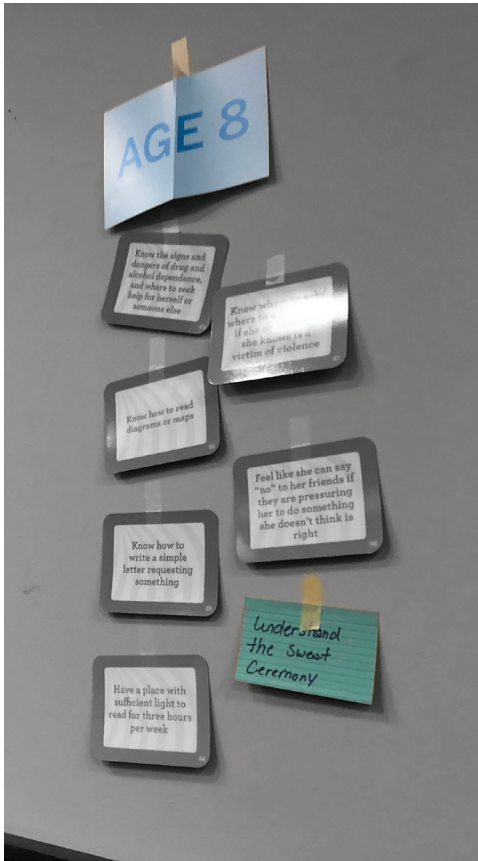 AGE 8
Know the signs and
dangers of drug and
alcohol dependence,
and where to seek
help for herself or
someone else
Know
where
if she
she knows is a
victim of violence
Know how to read
diagrams or maps
Feel like she can say
"no" to her friends if
they are pressuring
her to do something
she doesn't think is
right
Know how to
write a simple
letter requesting
something
Understand
the Sweat
Ceremony
Have a place with
sufficient light to
read for three hours
per week